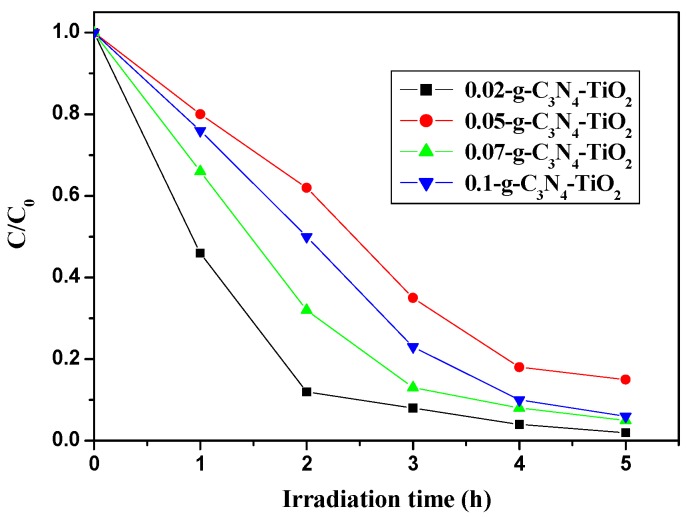 1.0
0.8
0.6
0.4
0.2
0.0
C/C₀
0.02-g-C₃N₄-TiO₂
0.05-g-C₃N₄-TiO₂
0.07-g-C₃N₄-TiO₂
0.1-g-C₃N₄-TiO₂
0 1 2 3 4 5
Irradiation time (h)